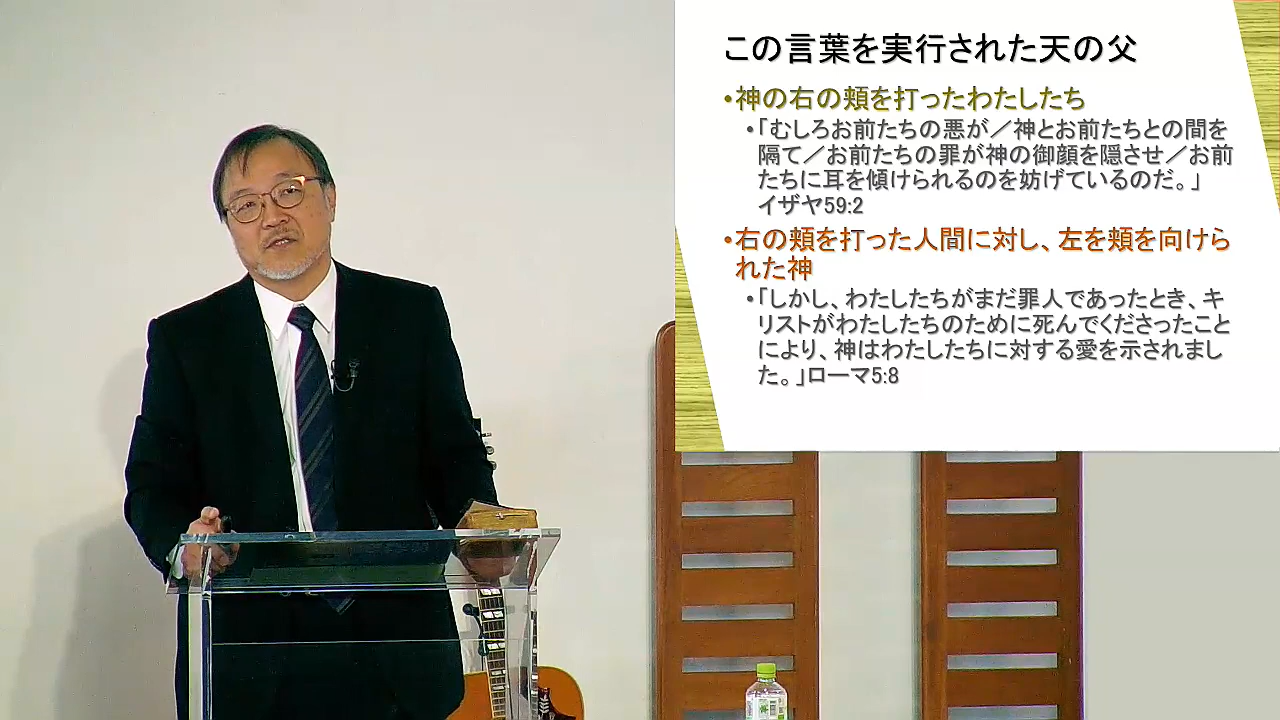 この言葉を実行された天の父
•神の右の頬を打ったわたしたち
•「むしろお前たちの悪が／神とお前たちとの間を
隔て／お前たちの罪が神の御顔を隠させ／お前
たちに耳を傾けられるのを妨げているのだ。」
イザヤ59:2
•右の頬を打った人間に対し、左を頬を向けら
れた神
•「しかし、わたしたちがまだ罪人であったとき、キ
リストがわたしたちのために死んでくださったこと
により、神はわたしたちに対する愛を示されまし
た。」ローマ5:8